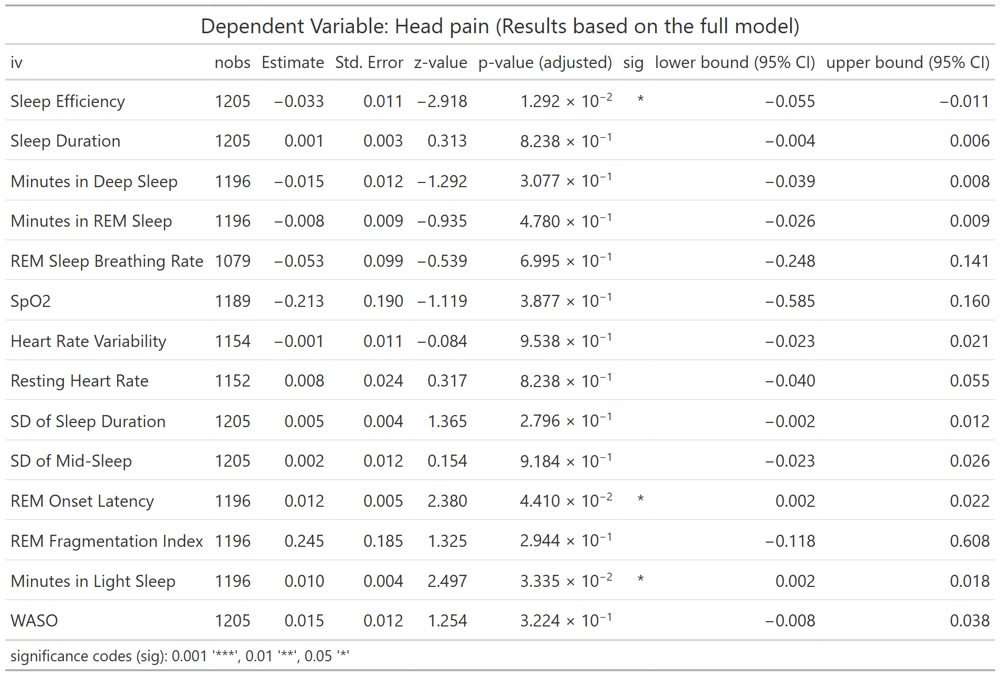 Dependent Variable: Head pain (Results based on the full model)
iv nobs Estimate Std. Error z-value p-value (adjusted) sig lower bound (95% CI) upper bound (95% CI)
Sleep Efficiency 1205 −0.033 0.011 −2.918 1.292 × 10⁻² * −0.055 −0.011
Sleep Duration 1205 0.001 0.003 0.313 8.238 × 10⁻¹ −0.004 0.006
Minutes in Deep Sleep 1196 −0.015 0.012 −1.292 3.077 × 10⁻¹ −0.039 0.008
Minutes in REM Sleep 1196 −0.008 0.009 −0.935 4.780 × 10⁻¹ −0.026 0.009
REM Sleep Breathing Rate 1079 −0.053 0.099 −0.539 6.995 × 10⁻¹ −0.248 0.141
SpO2 1189 −0.213 0.190 −1.119 3.877 × 10⁻¹ −0.585 0.160
Heart Rate Variability 1154 −0.001 0.011 −0.084 9.538 × 10⁻¹ −0.023 0.021
Resting Heart Rate 1152 0.008 0.024 0.317 8.238 × 10⁻¹ −0.040 0.055
SD of Sleep Duration 1205 0.005 0.004 1.365 2.796 × 10⁻¹ −0.002 0.012
SD of Mid-Sleep 1205 0.002 0.012 0.154 9.184 × 10⁻¹ −0.023 0.026
REM Onset Latency 1196 0.012 0.005 2.380 4.410 × 10⁻² * 0.002 0.022
REM Fragmentation Index 1196 0.245 0.185 1.325 2.944 × 10⁻¹ −0.118 0.608
Minutes in Light Sleep 1196 0.010 0.004 2.497 3.335 × 10⁻² * 0.002 0.018
WASO 1205 0.015 0.012 1.254 3.224 × 10⁻¹ −0.008 0.038
significance codes (sig): 0.001 '***', 0.01 '**', 0.05 '*'